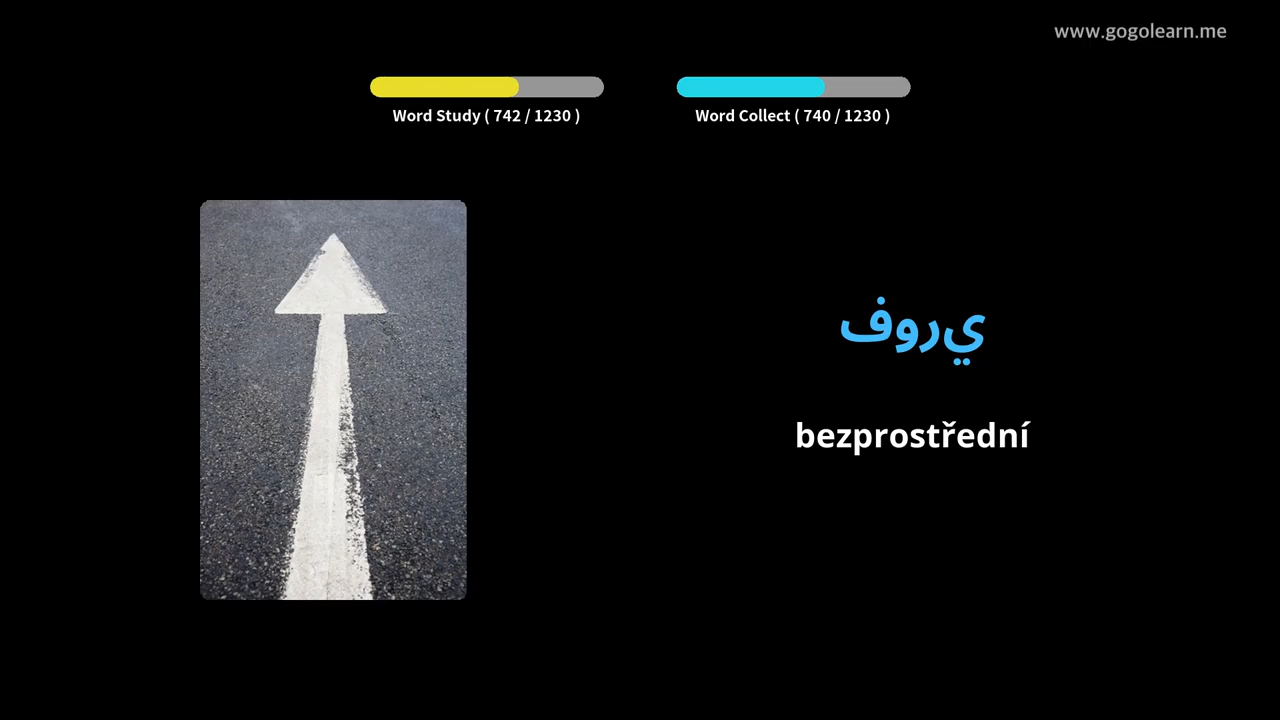 www.gogolearn.me
Word Study ( 742 / 1230 )
Word Collect ( 740 / 1230 )
فوري
bezprostřední